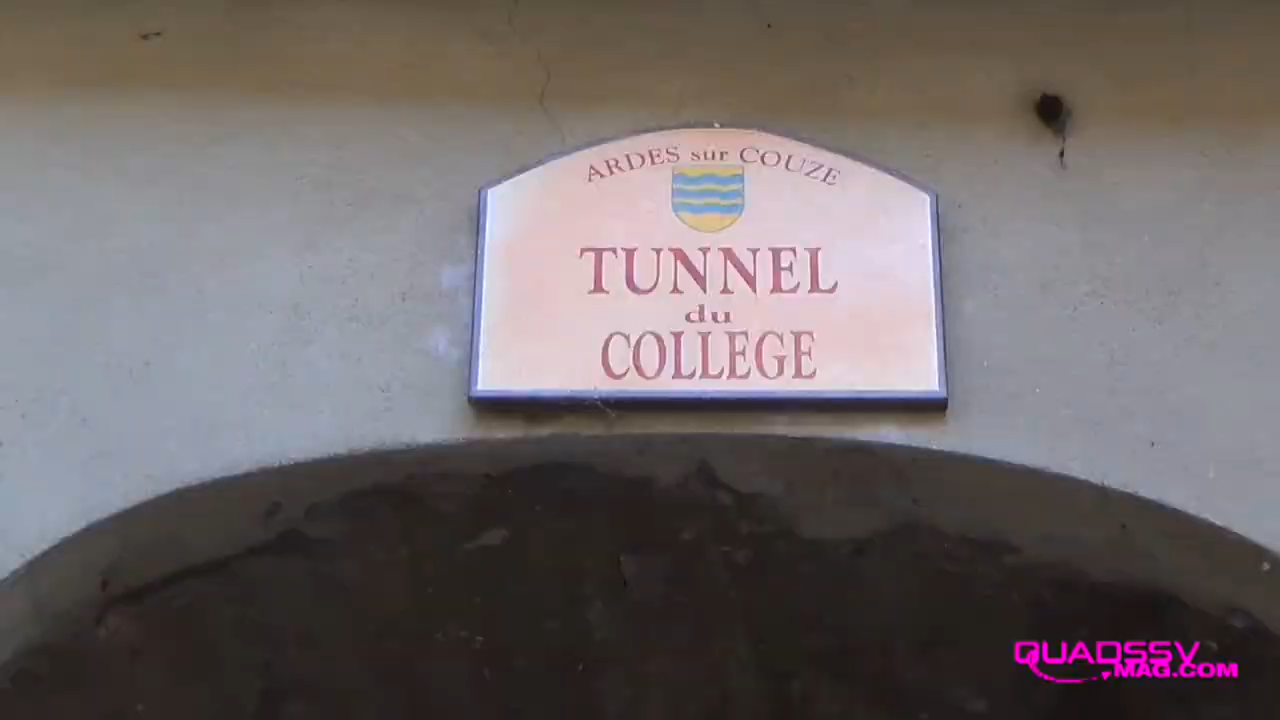 ARDES sur COUZE
TUNNEL
du
COLLEGE
QUADSSV
MAG.COM